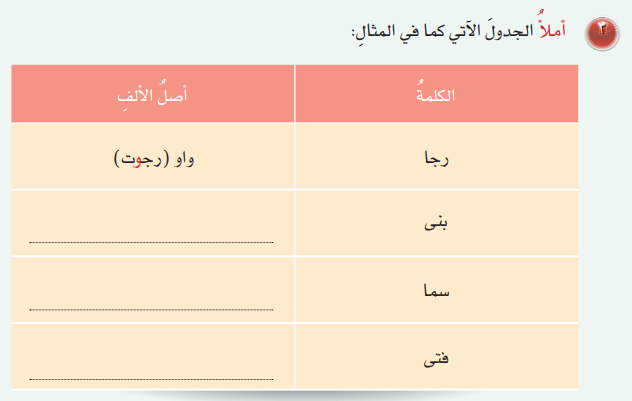 ٣ أملأُ الجدولَ الآتي كما في المثالِ:
الكلمةُ أصلُ الألفِ
رجا واو (رجوت)
بنى
سما
فتى